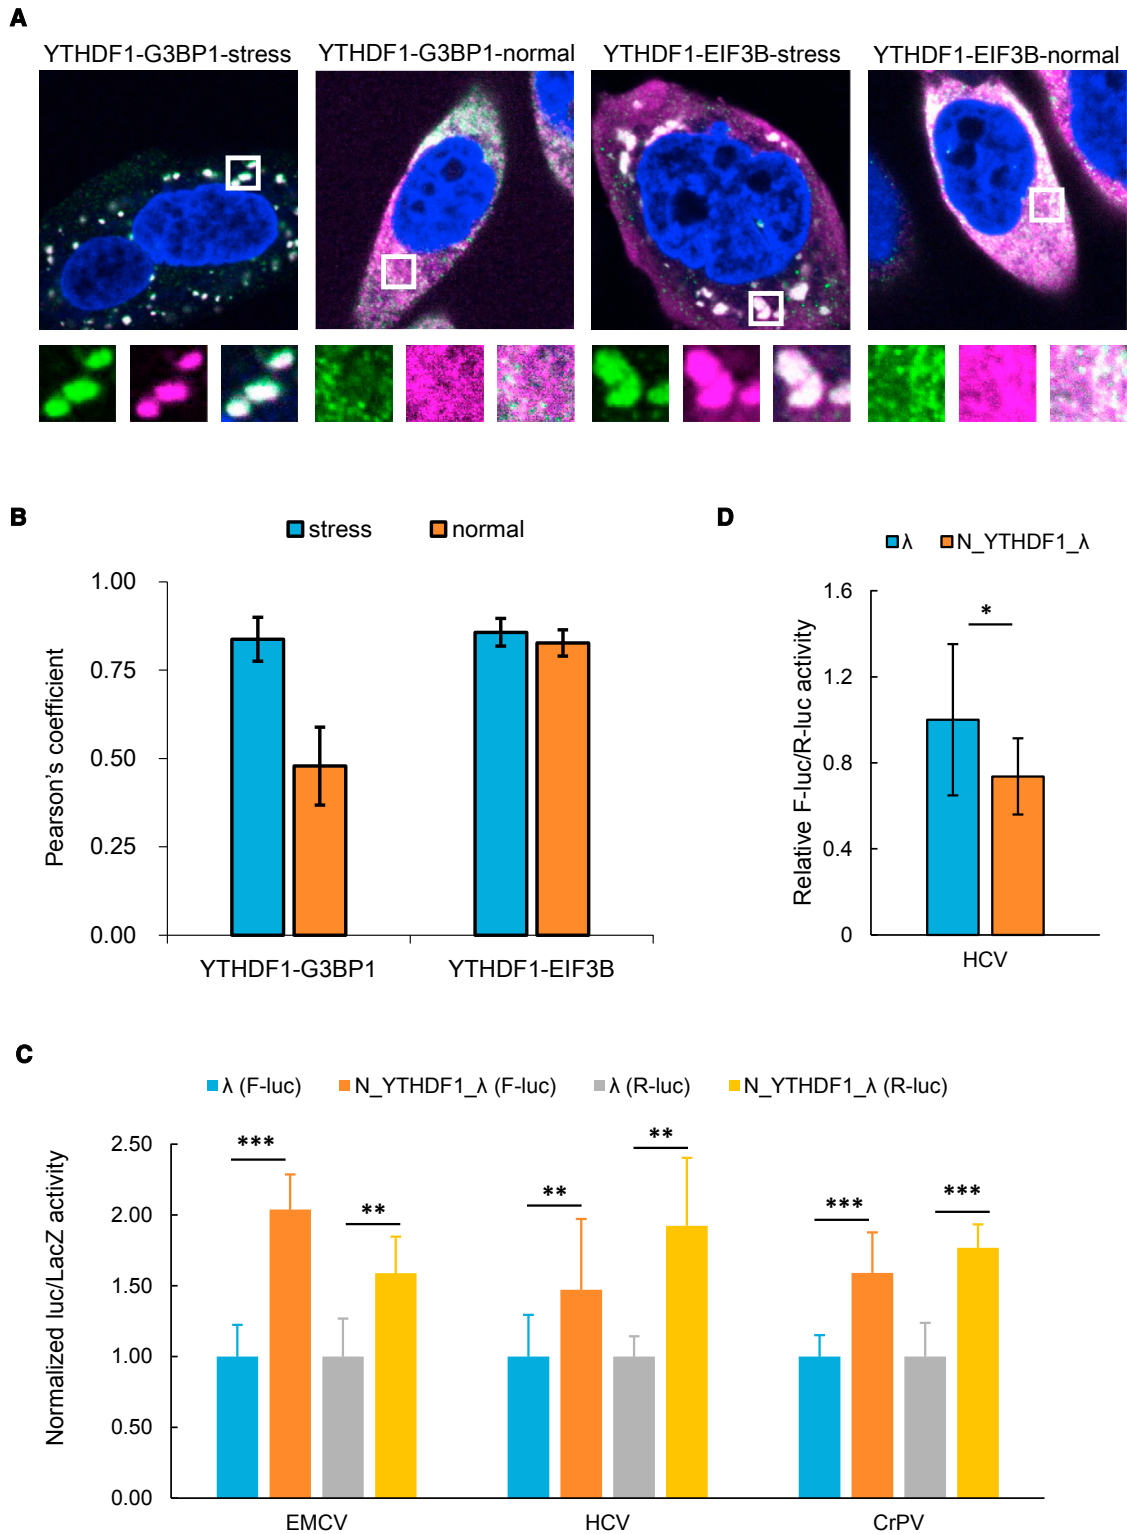 A
YTHDF1-G3BP1-stress
YTHDF1-G3BP1-normal
YTHDF1-EIF3B-stress
YTHDF1-EIF3B-normal
B
stress
normal
Pearson's coefficient
1.00
0.75
0.50
0.25
0.00
YTHDF1-G3BP1
YTHDF1-EIF3B
D
λ
N_YTHDF1_λ
Relative F-luc/R-luc activity
1.6
1.2
0.8
0.4
0
*
HCV
C
λ (F-luc)
N_YTHDF1_λ (F-luc)
λ (R-luc)
N_YTHDF1_λ (R-luc)
Normalized luc/LacZ activity
2.50
2.00
1.50
1.00
0.50
0.00
***
**
**
**
***
***
EMCV
HCV
CrPV